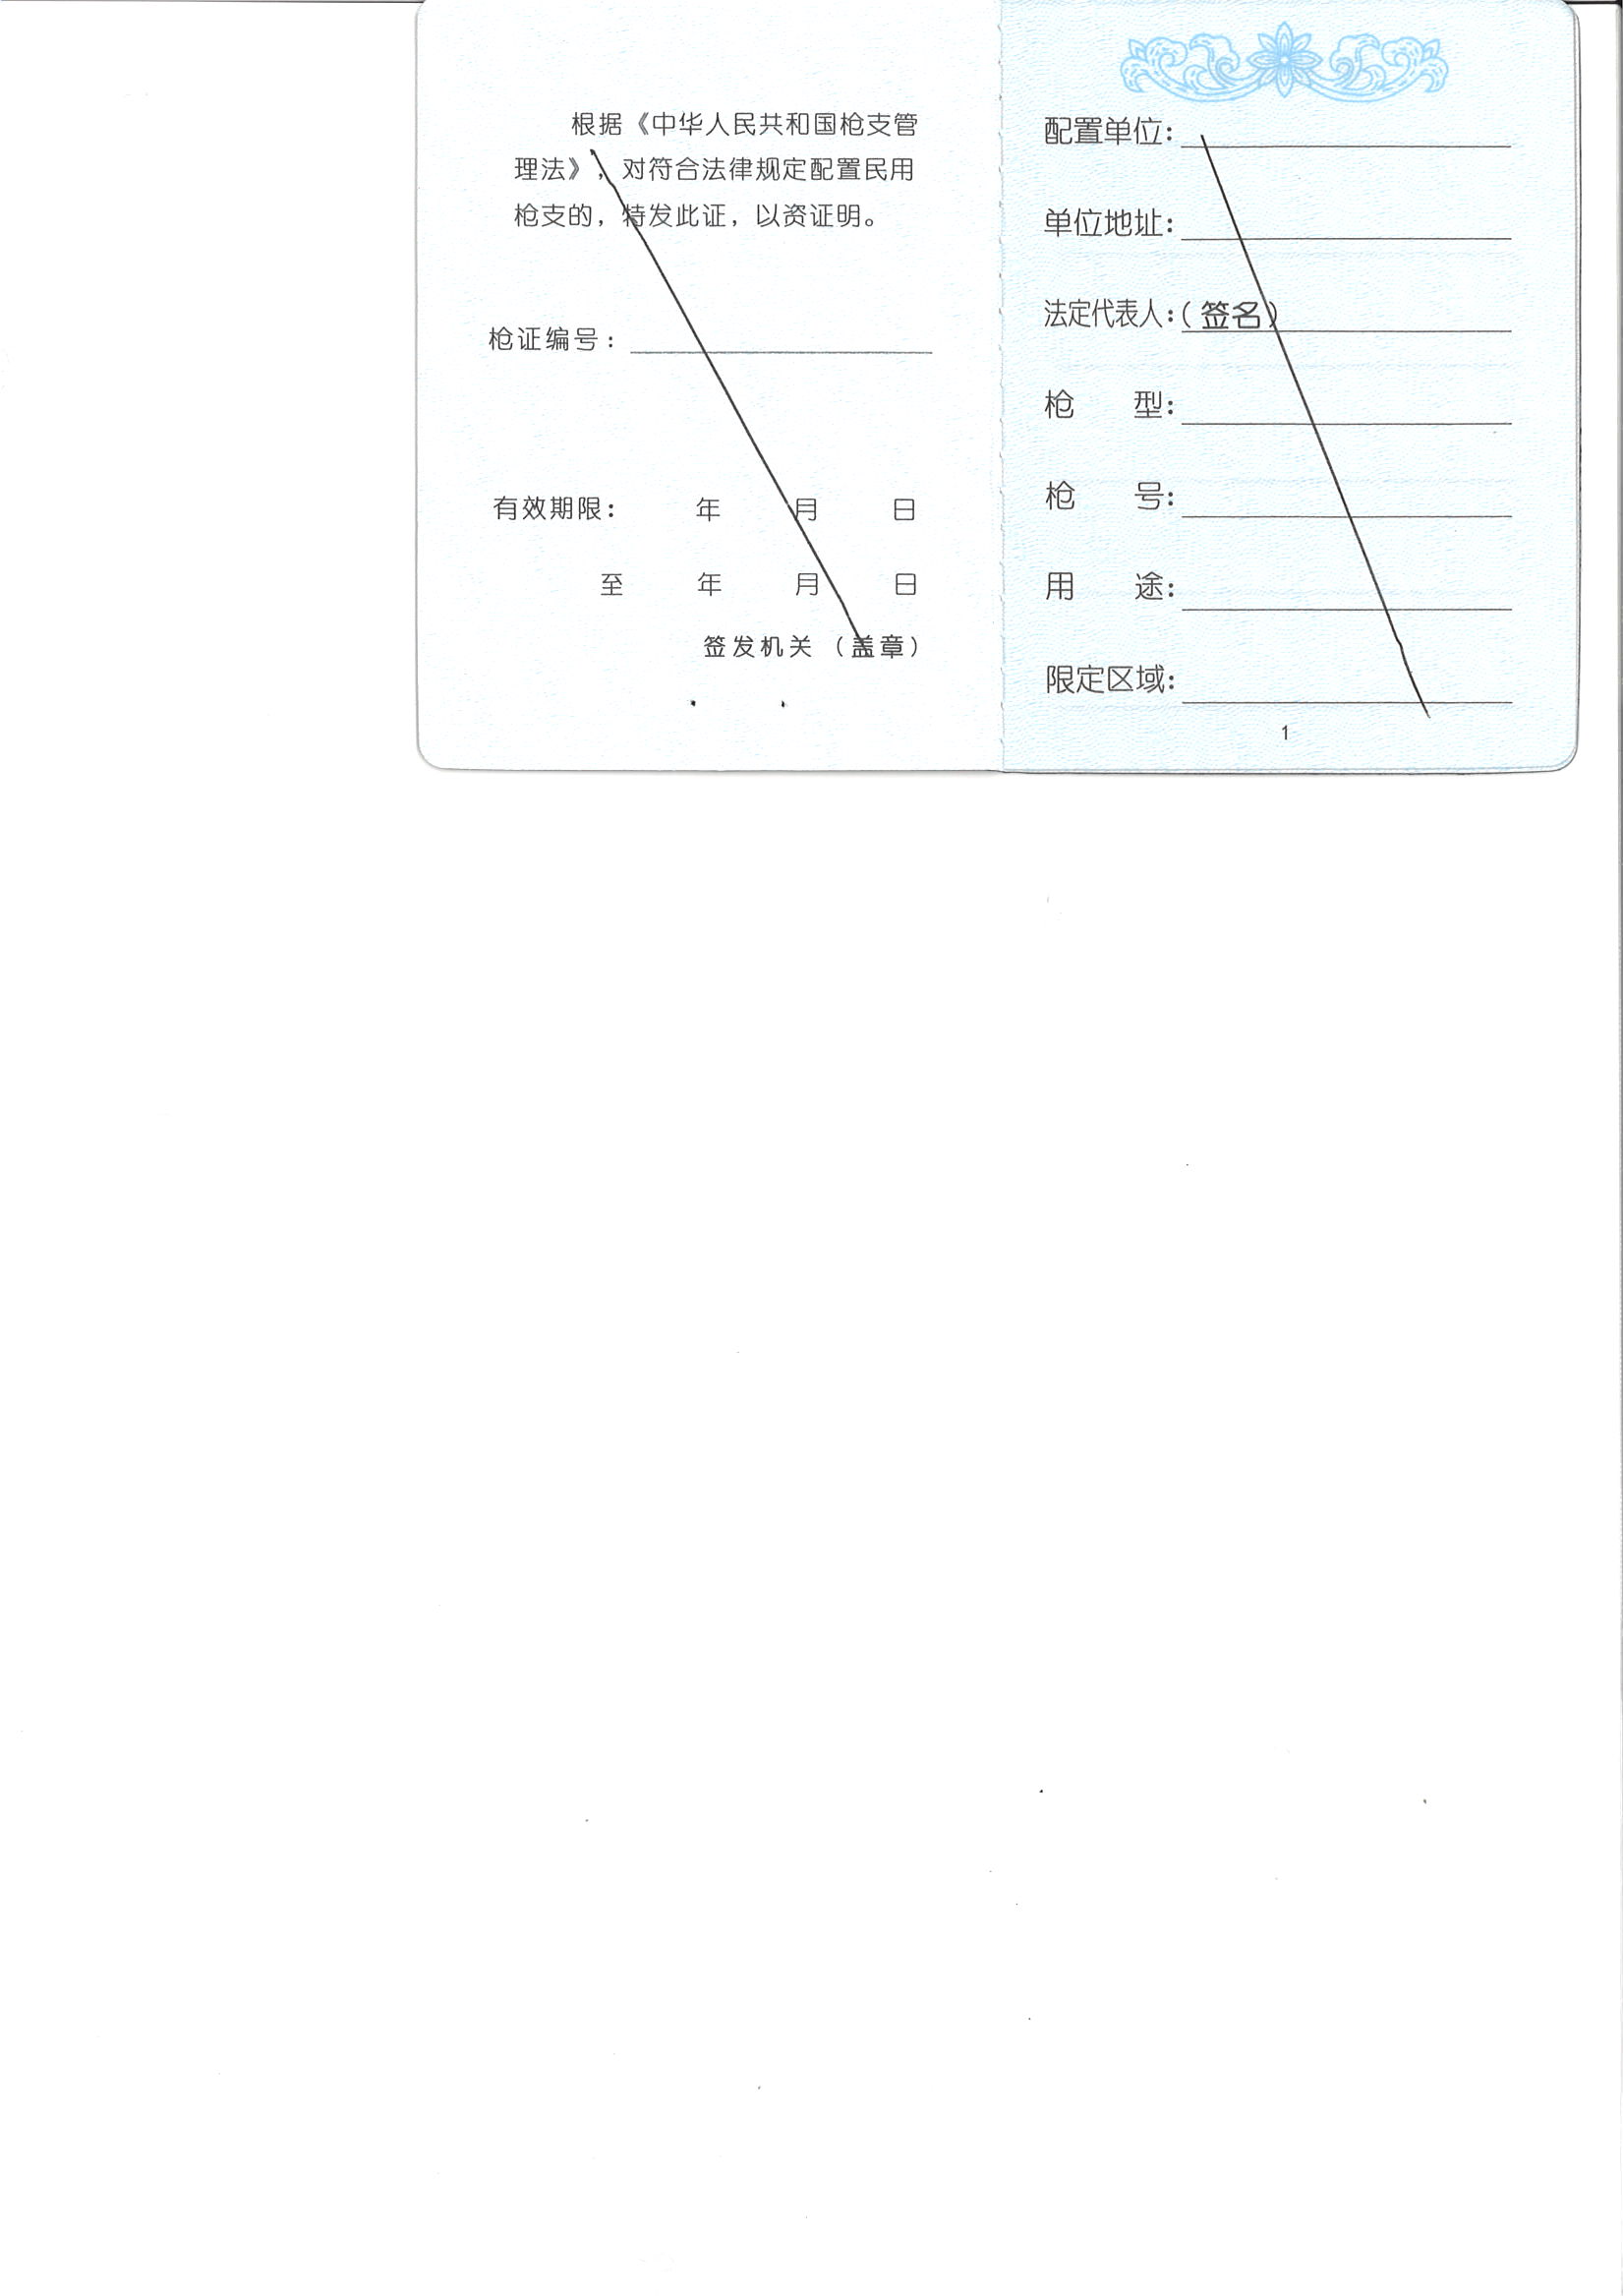 根据《中华人民共和国枪支管
理法》，对符合法律规定配置民用
枪支的，特发此证，以资证明。
枪证编号：
有效期限： 年 月 日
至 年 月 日
签发机关（盖章）
配置单位：
单位地址：
法定代表人：（签名）
枪 型：
枪 号：
用 途：
限定区域：
1